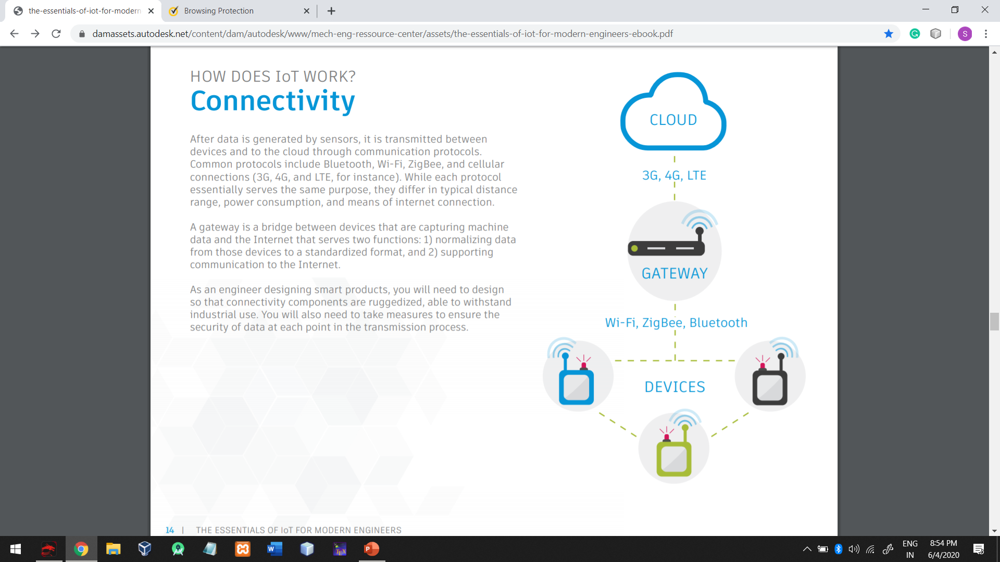 the-essentials-of-iot-for-modern
Browsing Protection
damassets.autodesk.net/content/dam/autodesk/www/mech-eng-ressource-center/assets/the-essentials-of-iot-for-modern-engineers-ebook.pdf
G
S
HOW DOES IoT WORK?
Connectivity
After data is generated by sensors, it is transmitted between
devices and to the cloud through communication protocols.
Common protocols include Bluetooth, Wi-Fi, ZigBee, and cellular
connections (3G, 4G, and LTE, for instance). While each protocol
essentially serves the same purpose, they differ in typical distance
range, power consumption, and means of internet connection.
A gateway is a bridge between devices that are capturing machine
data and the Internet that serves two functions: 1) normalizing data
from those devices to a standardized format, and 2) supporting
communication to the Internet.
As an engineer designing smart products, you will need to design
so that connectivity components are ruggedized, able to withstand
industrial use. You will also need to take measures to ensure the
security of data at each point in the transmission process.
CLOUD
3G, 4G, LTE
GATEWAY
Wi-Fi, ZigBee, Bluetooth
DEVICES
14 | THE ESSENTIALS OF IoT FOR MODERN ENGINEERS
W
TEX
P
ENG
IN
8:54 PM
6/4/2020